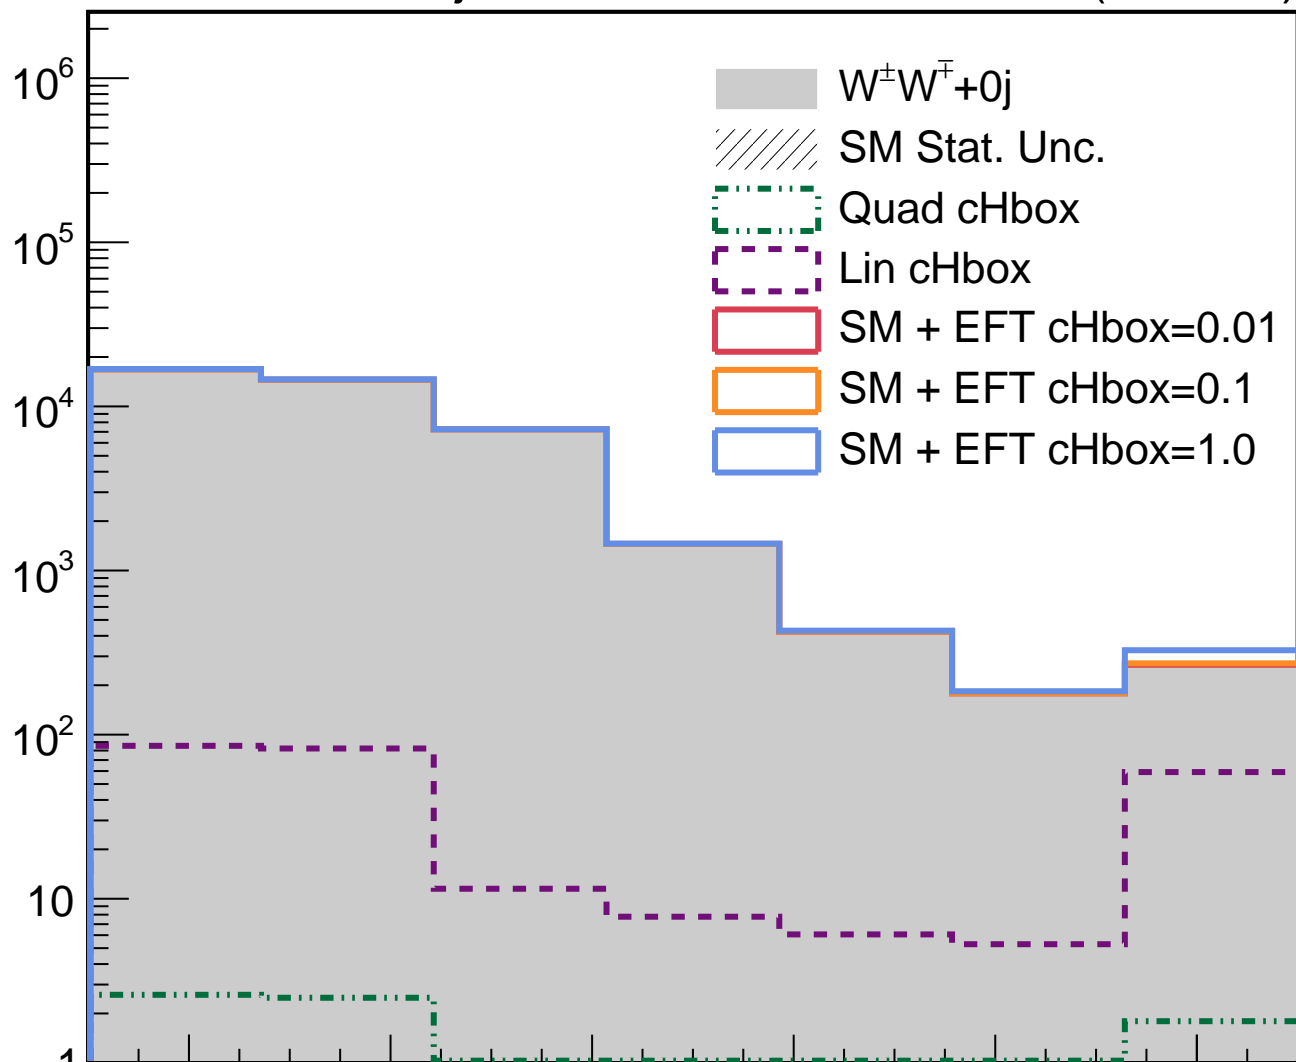 10^6
10^5
10^4
10^3
10^2
10
1
W^±W^∓+0j
SM Stat. Unc.
Quad cHbox
Lin cHbox
SM + EFT cHbox=0.01
SM + EFT cHbox=0.1
SM + EFT cHbox=1.0